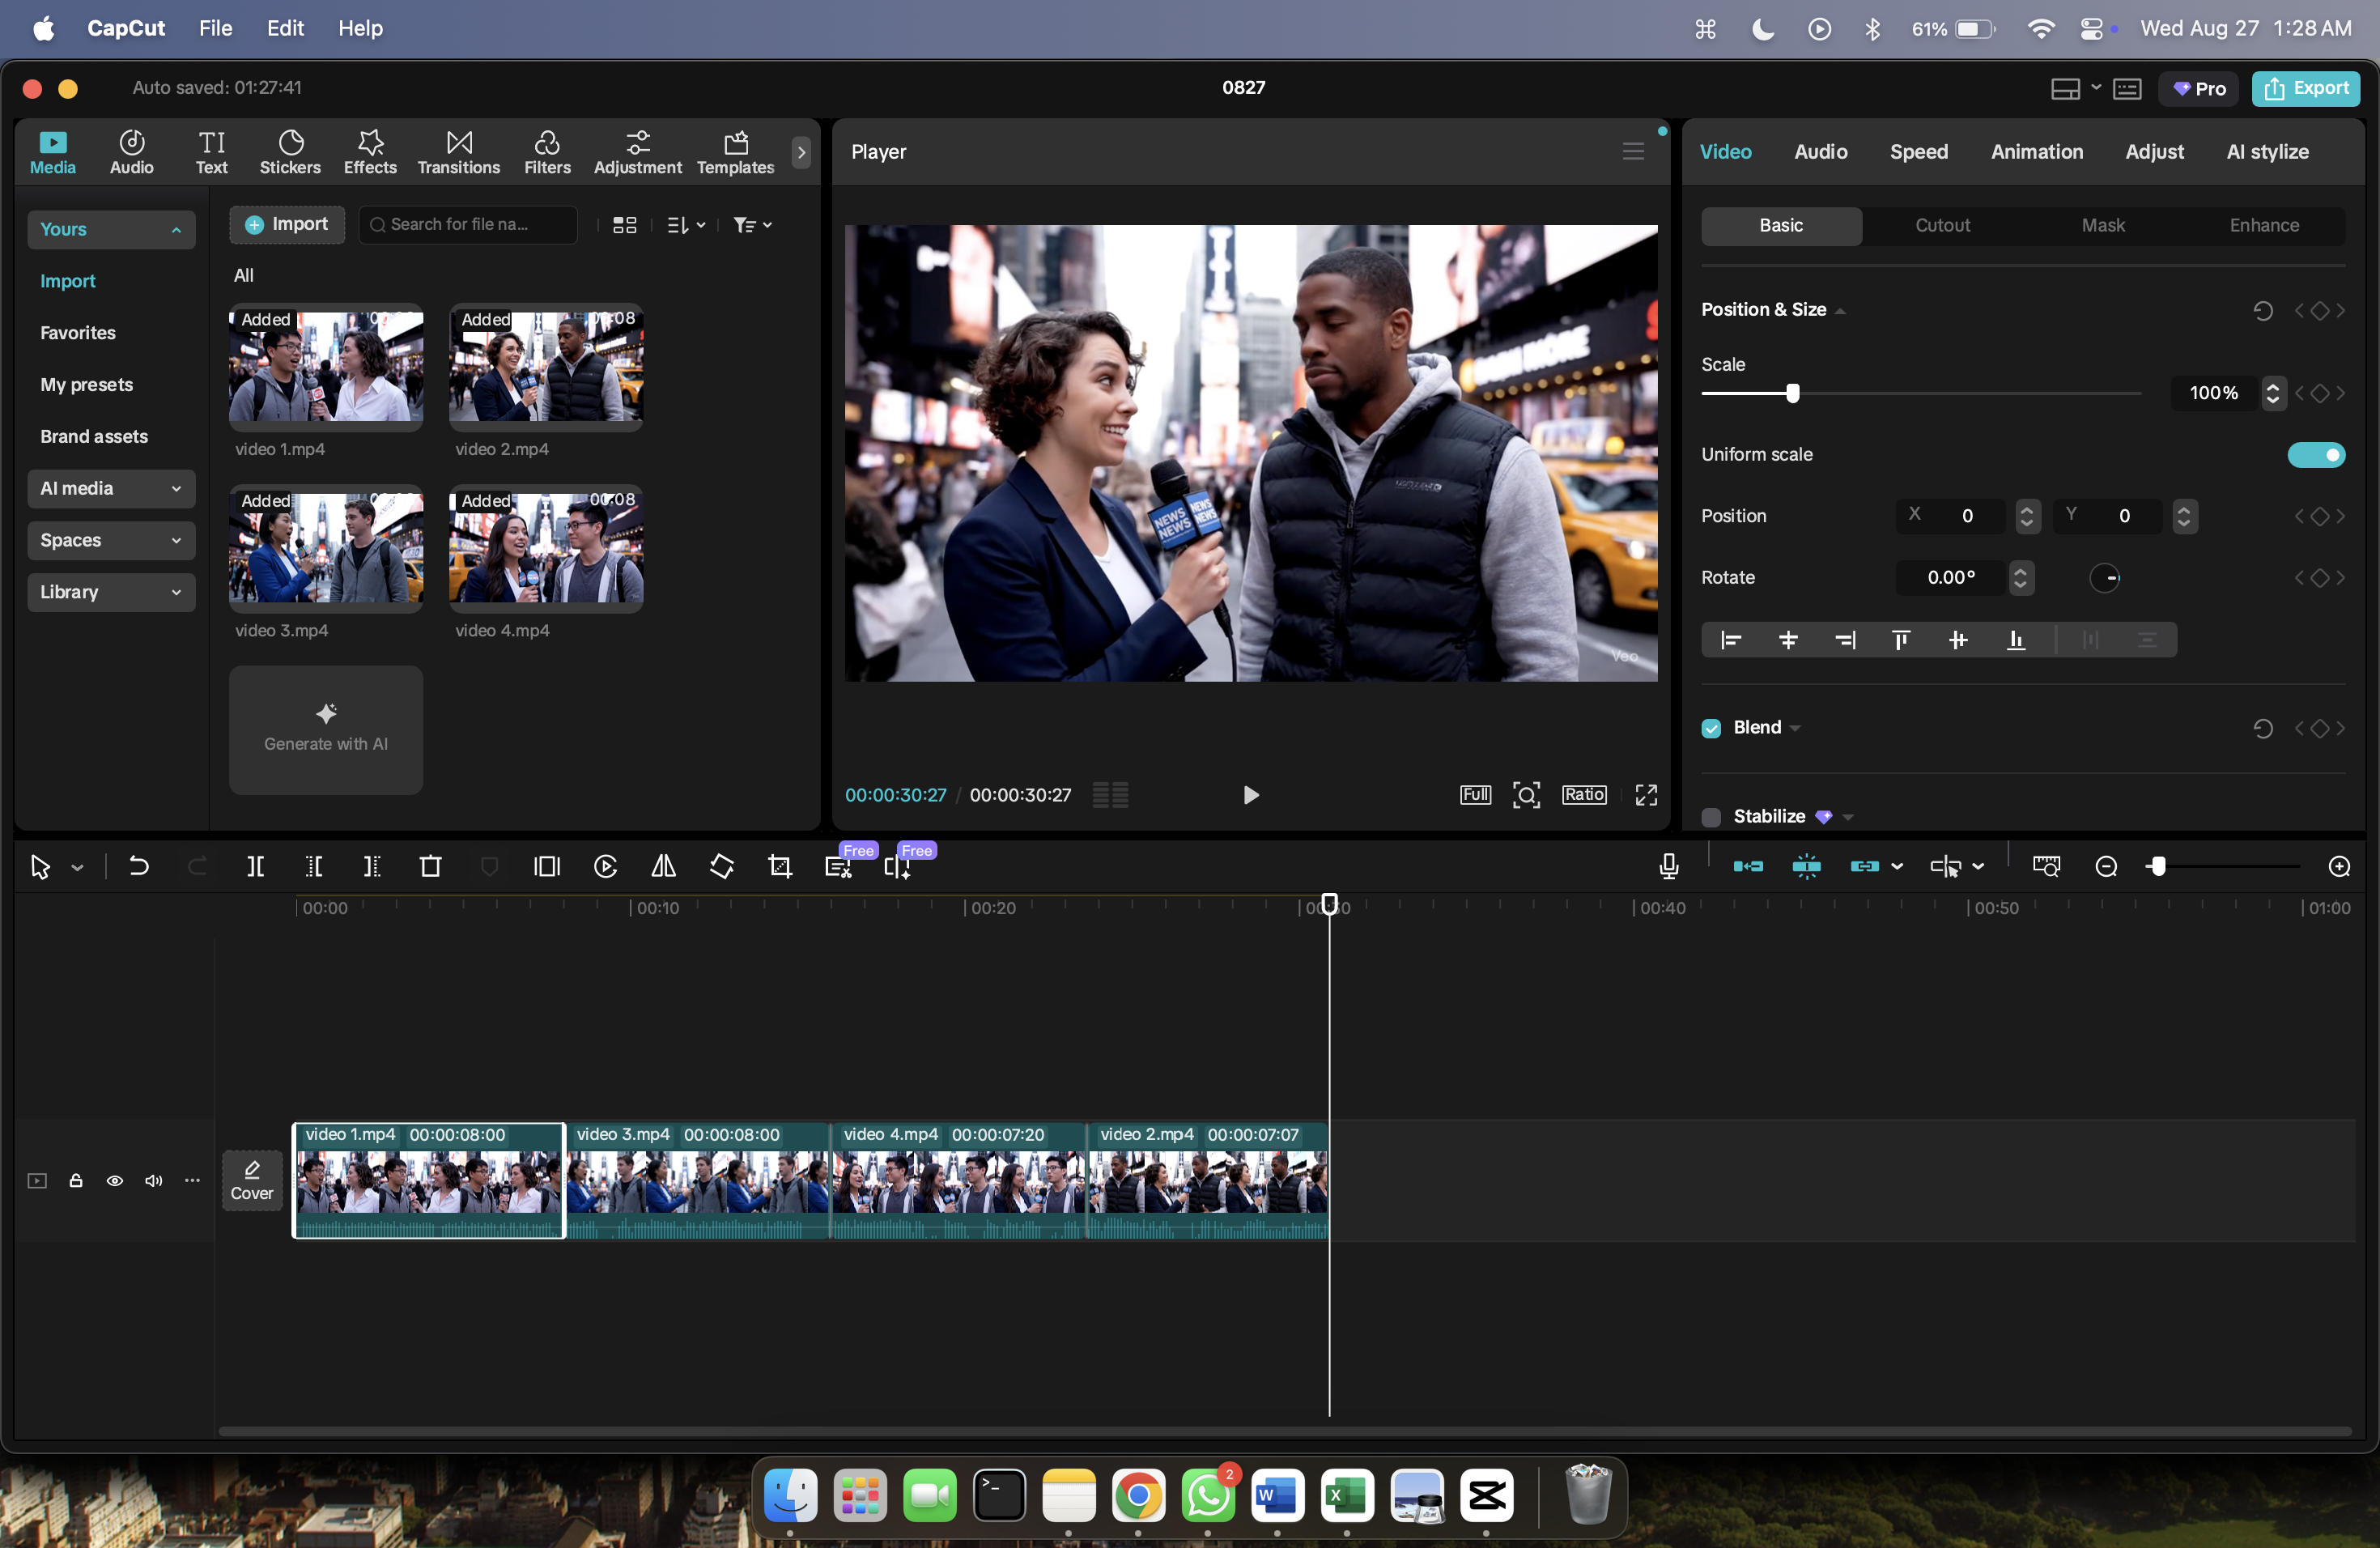 CapCut File Edit Help
61% Wed Aug 27 1:28 AM
Auto saved: 01:27:41
0827
Pro
Export
Media Audio Text Stickers Effects Transitions Filters Adjustment Templates
Yours
Import
Favorites
My presets
Brand assets
AI media
Spaces
Library
Import
Search for file na...
All
Added
video 1.mp4
Added
video 2.mp4
Added
video 3.mp4
Added 00:08
video 4.mp4
Generate with AI
Player
NEWS
NEWS
NEWS
NEWS
Veo
00:00:30:27 / 00:00:30:27
Full
Ratio
Video Audio Speed Animation Adjust AI stylize
Basic Cutout Mask Enhance
Position & Size
Scale
100%
Uniform scale
Position X 0 Y 0
Rotate 0.00°
Blend
Stabilize
Free Free
00:00 00:10 00:20 00:40 00:50 01:00
Cover
video 1.mp4 00:00:08:00
video 3.mp4 00:00:08:00
video 4.mp4 00:00:07:20
video 2.mp4 00:00:07:07
2
W
X